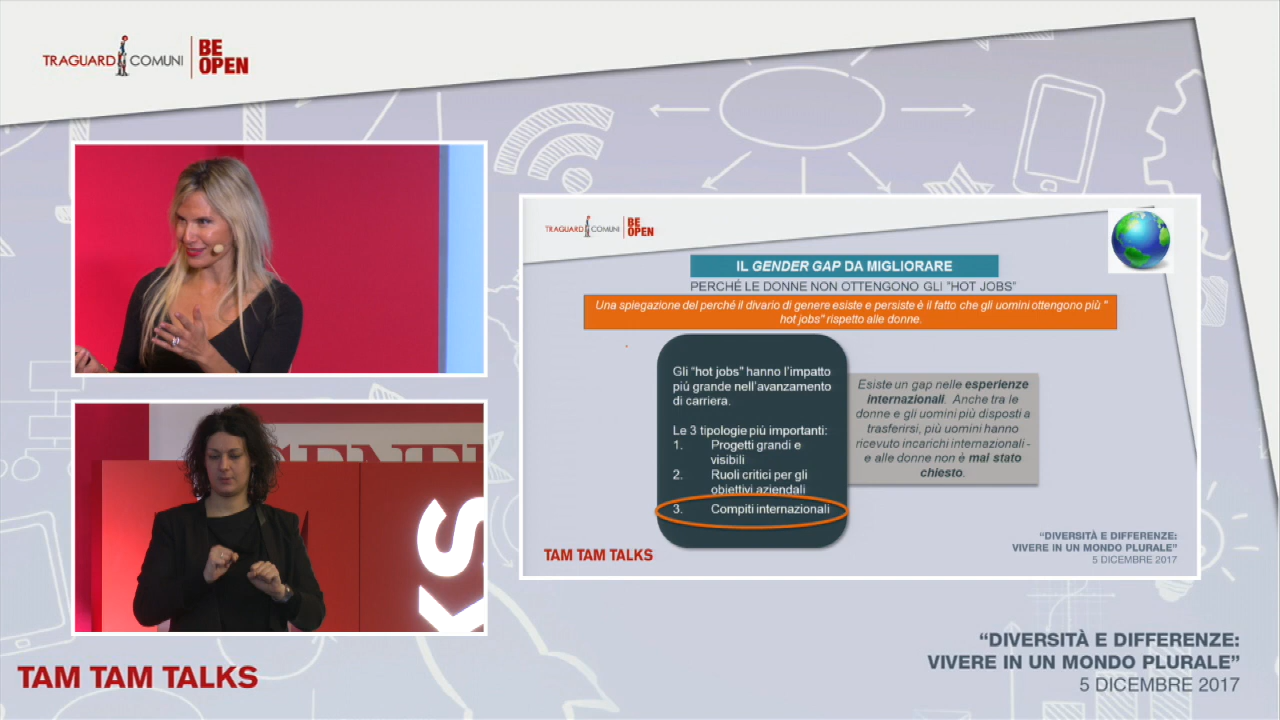 TRAGUARDI COMUNI
BE
OPEN
TRAGUARDI COMUNI
BE
OPEN
IL GENDER GAP DA MIGLIORARE
PERCHÉ LE DONNE NON OTTENGONO GLI "HOT JOBS"
Una spiegazione del perché il divario di genere esiste e persiste è il fatto che gli uomini ottengono più "
hot jobs" rispetto alle donne.
Gli "hot jobs" hanno l'impatto
più grande nell'avanzamento
di carriera.
Le 3 tipologie più importanti:
1. Progetti grandi e
visibili
2. Ruoli critici per gli
obiettivi aziendali
3. Compiti internazionali
Esiste un gap nelle esperienze
internazionali. Anche tra le
donne e gli uomini più disposti a
trasferirsi, più uomini hanno
ricevuto incarichi internazionali -
e alle donne non è mai stato
chiesto.
TAM TAM TALKS
"DIVERSITÀ E DIFFERENZE:
VIVERE IN UN MONDO PLURALE"
5 DICEMBRE 2017
KS
TAM TAM TALKS
"DIVERSITÀ E DIFFERENZE:
VIVERE IN UN MONDO PLURALE"
5 DICEMBRE 2017